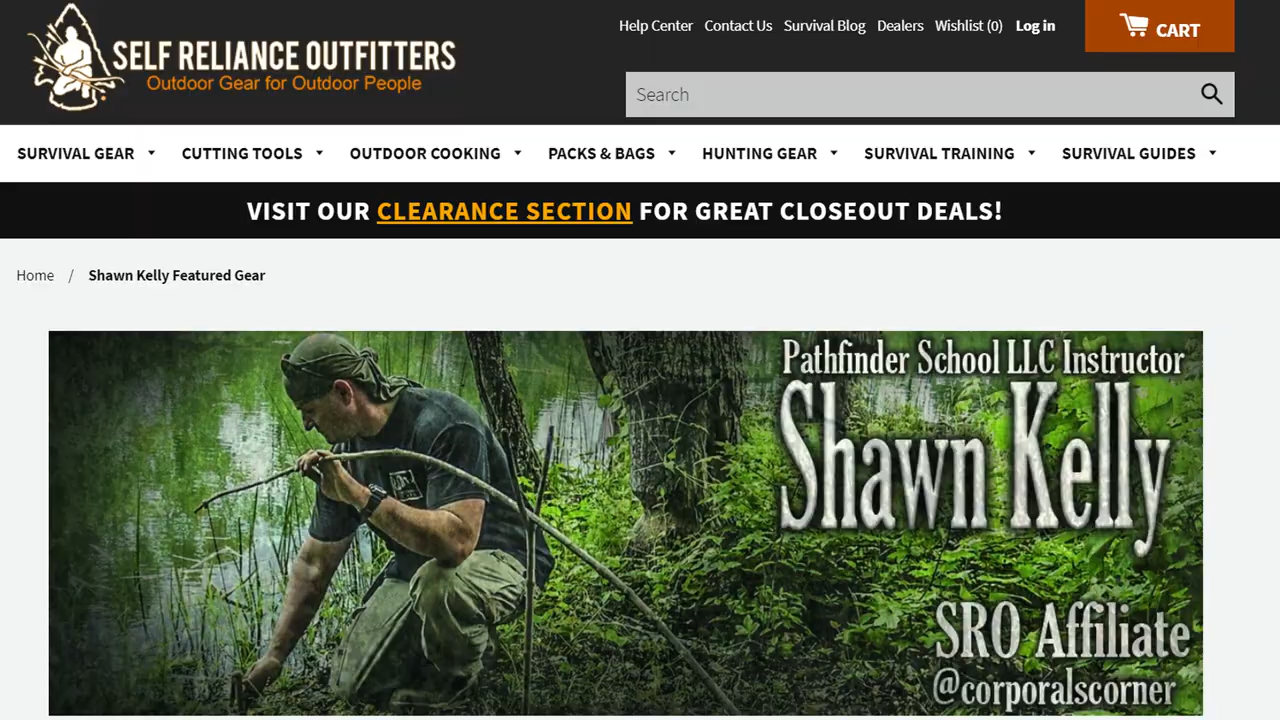 Help Center Contact Us Survival Blog Dealers Wishlist (0) Log in
CART
SELF RELIANCE OUTFITTERS
Outdoor Gear for Outdoor People
Search
SURVIVAL GEAR CUTTING TOOLS OUTDOOR COOKING PACKS & BAGS HUNTING GEAR SURVIVAL TRAINING SURVIVAL GUIDES
VISIT OUR CLEARANCE SECTION FOR GREAT CLOSEOUT DEALS!
Home / Shawn Kelly Featured Gear
Pathfinder School LLC Instructor
Shawn Kelly
SRO Affiliate
@corporalscorner